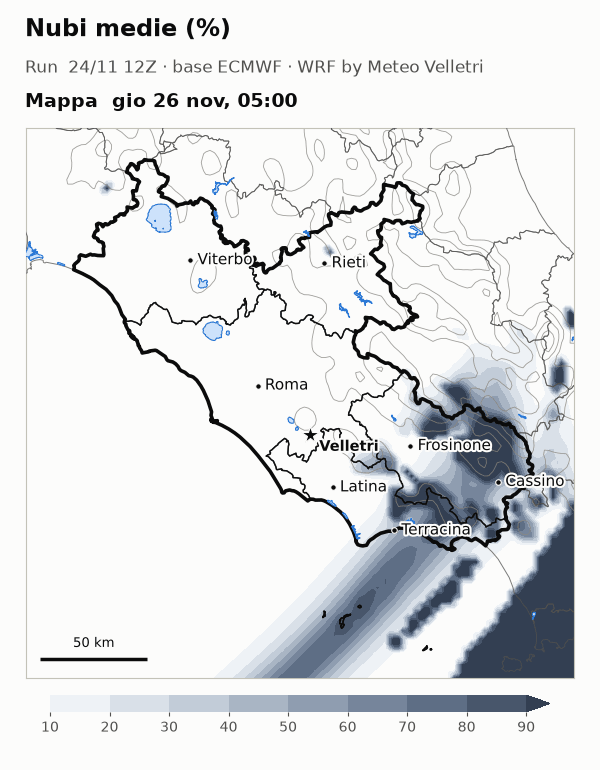 Nubi medie (%)
Run  24/11 12Z · base ECMWF · WRF by Meteo Velletri
Mappa  gio 26 nov, 05:00
Viterbo
Rieti
Roma
Velletri
Frosinone
Latina
Cassino
Terracina
50 km
10 20 30 40 50 60 70 80 90